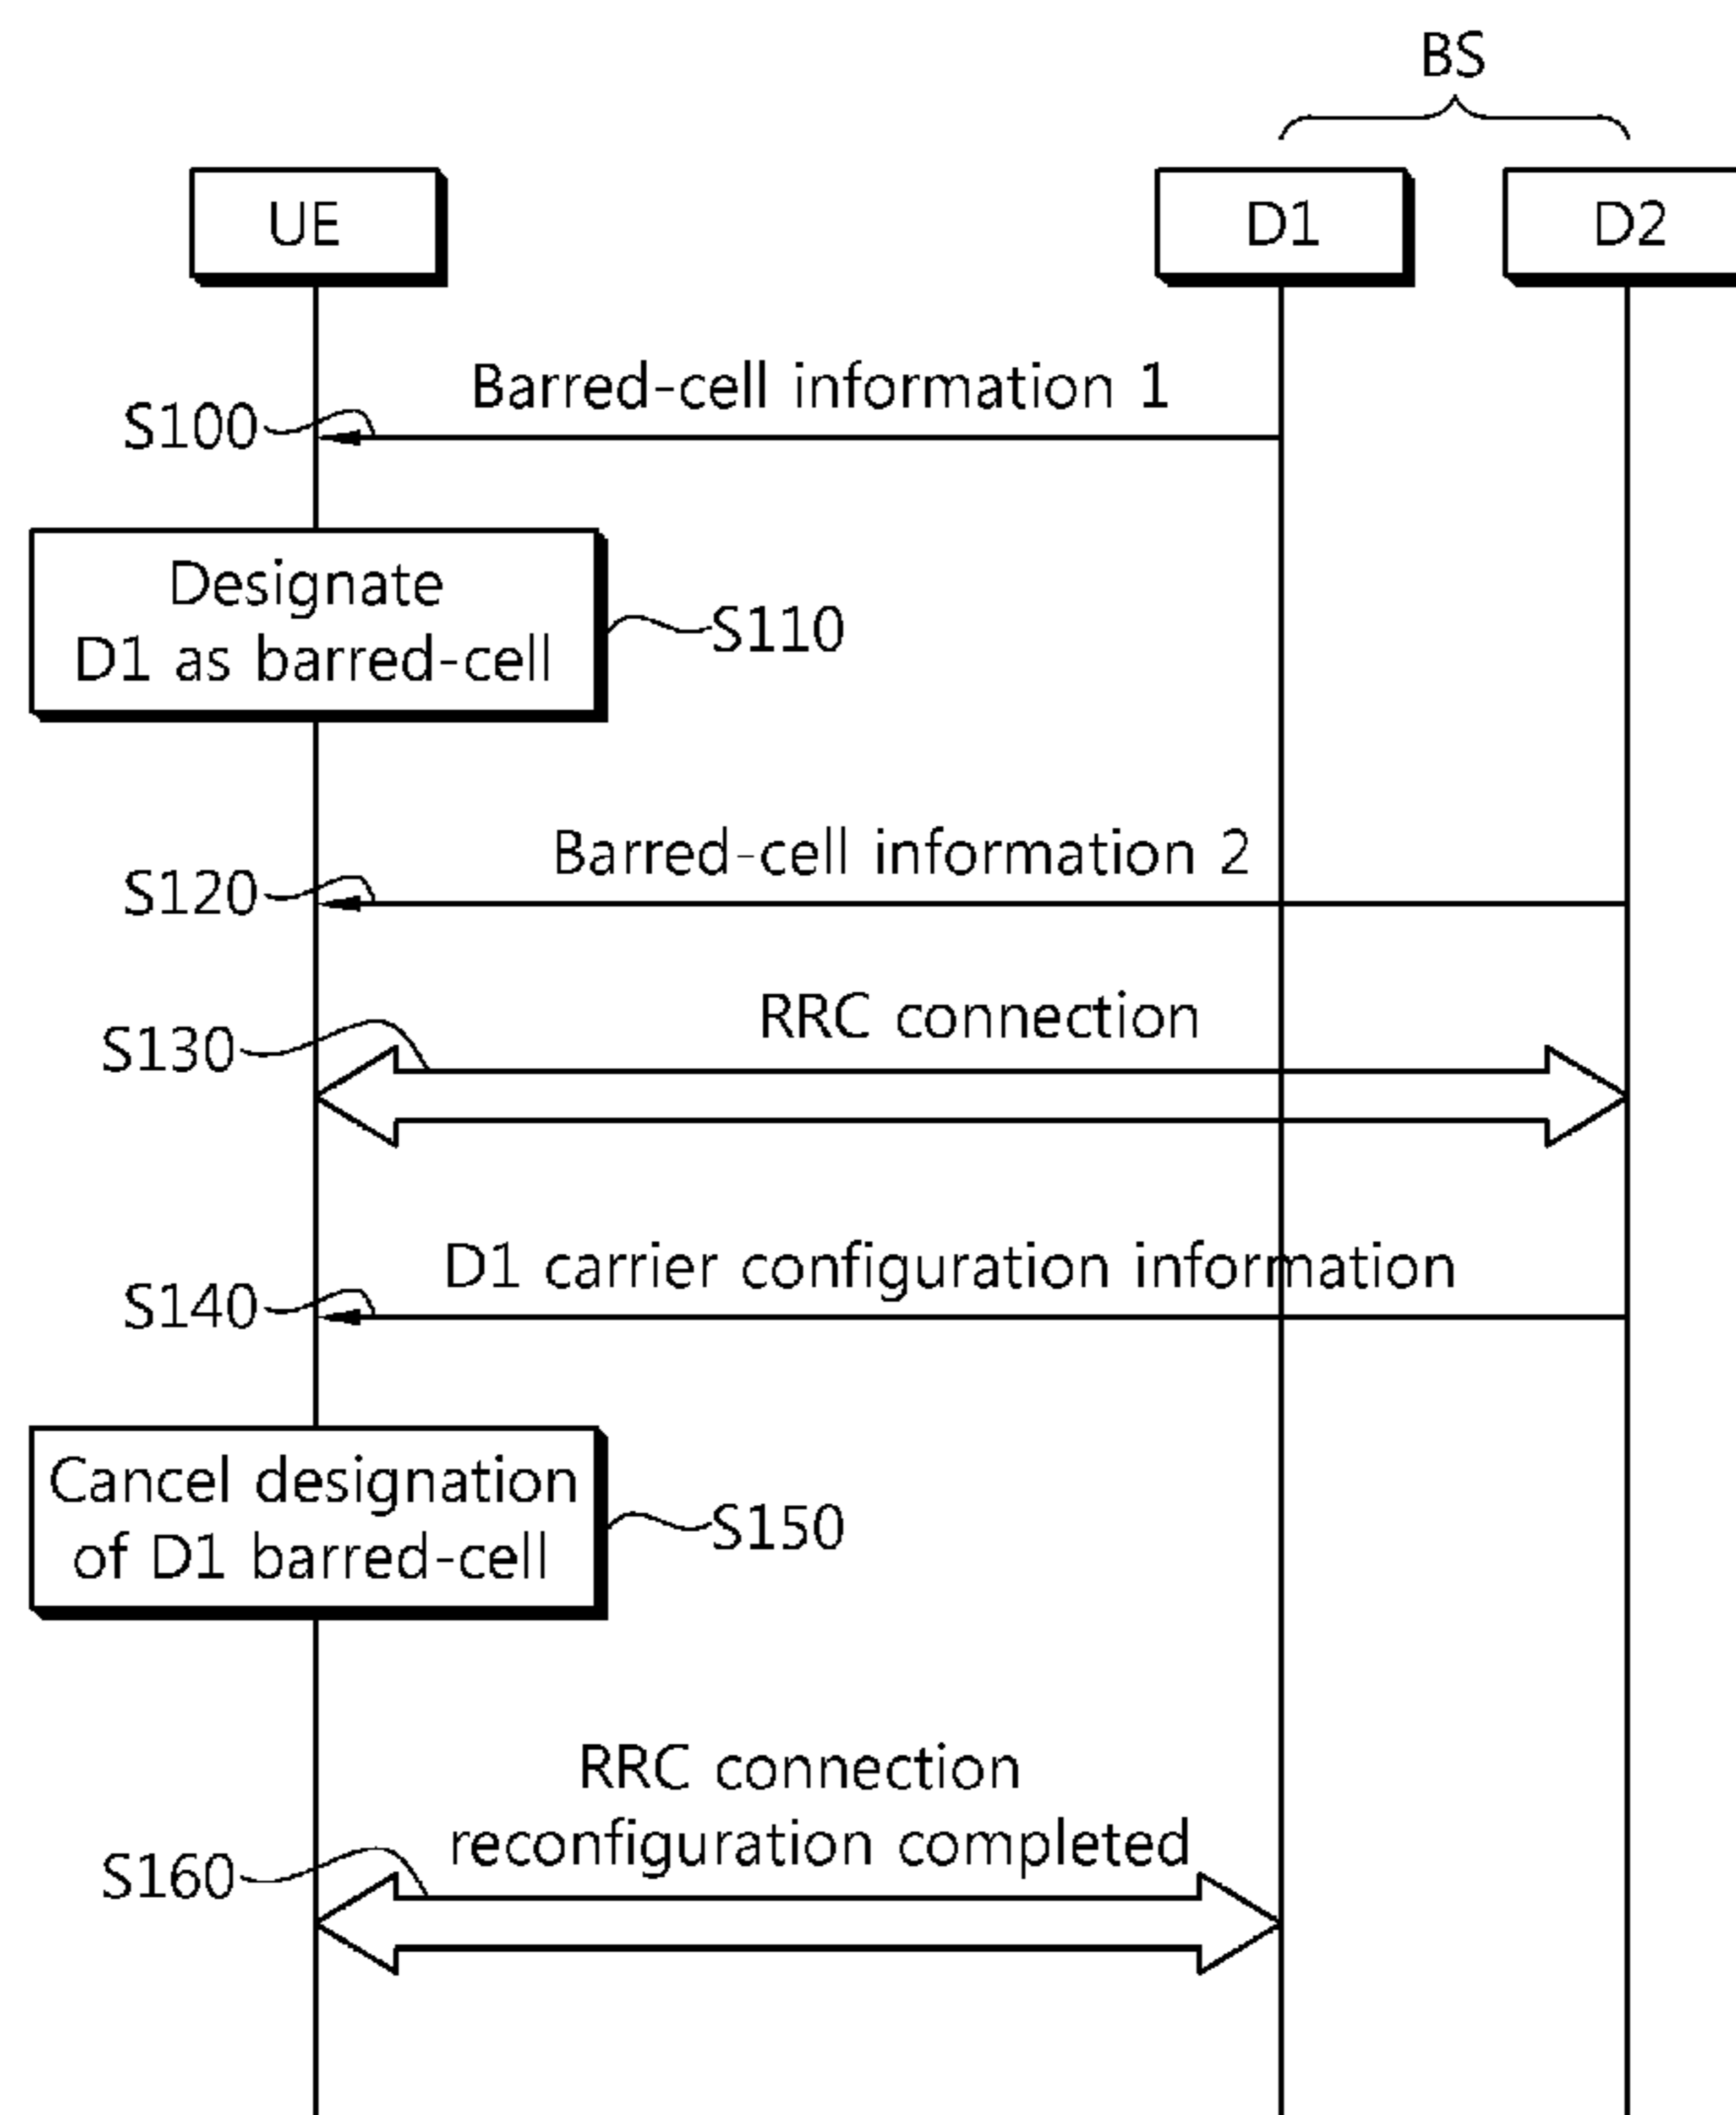 BS
UE
D1
D2
Barred-cell information 1
S100
Designate
D1 as barred-cell
S110
Barred-cell information 2
S120
RRC connection
S130
D1 carrier configuration information
S140
Cancel designation
of D1 barred-cell
S150
RRC connection
reconfiguration completed
S160